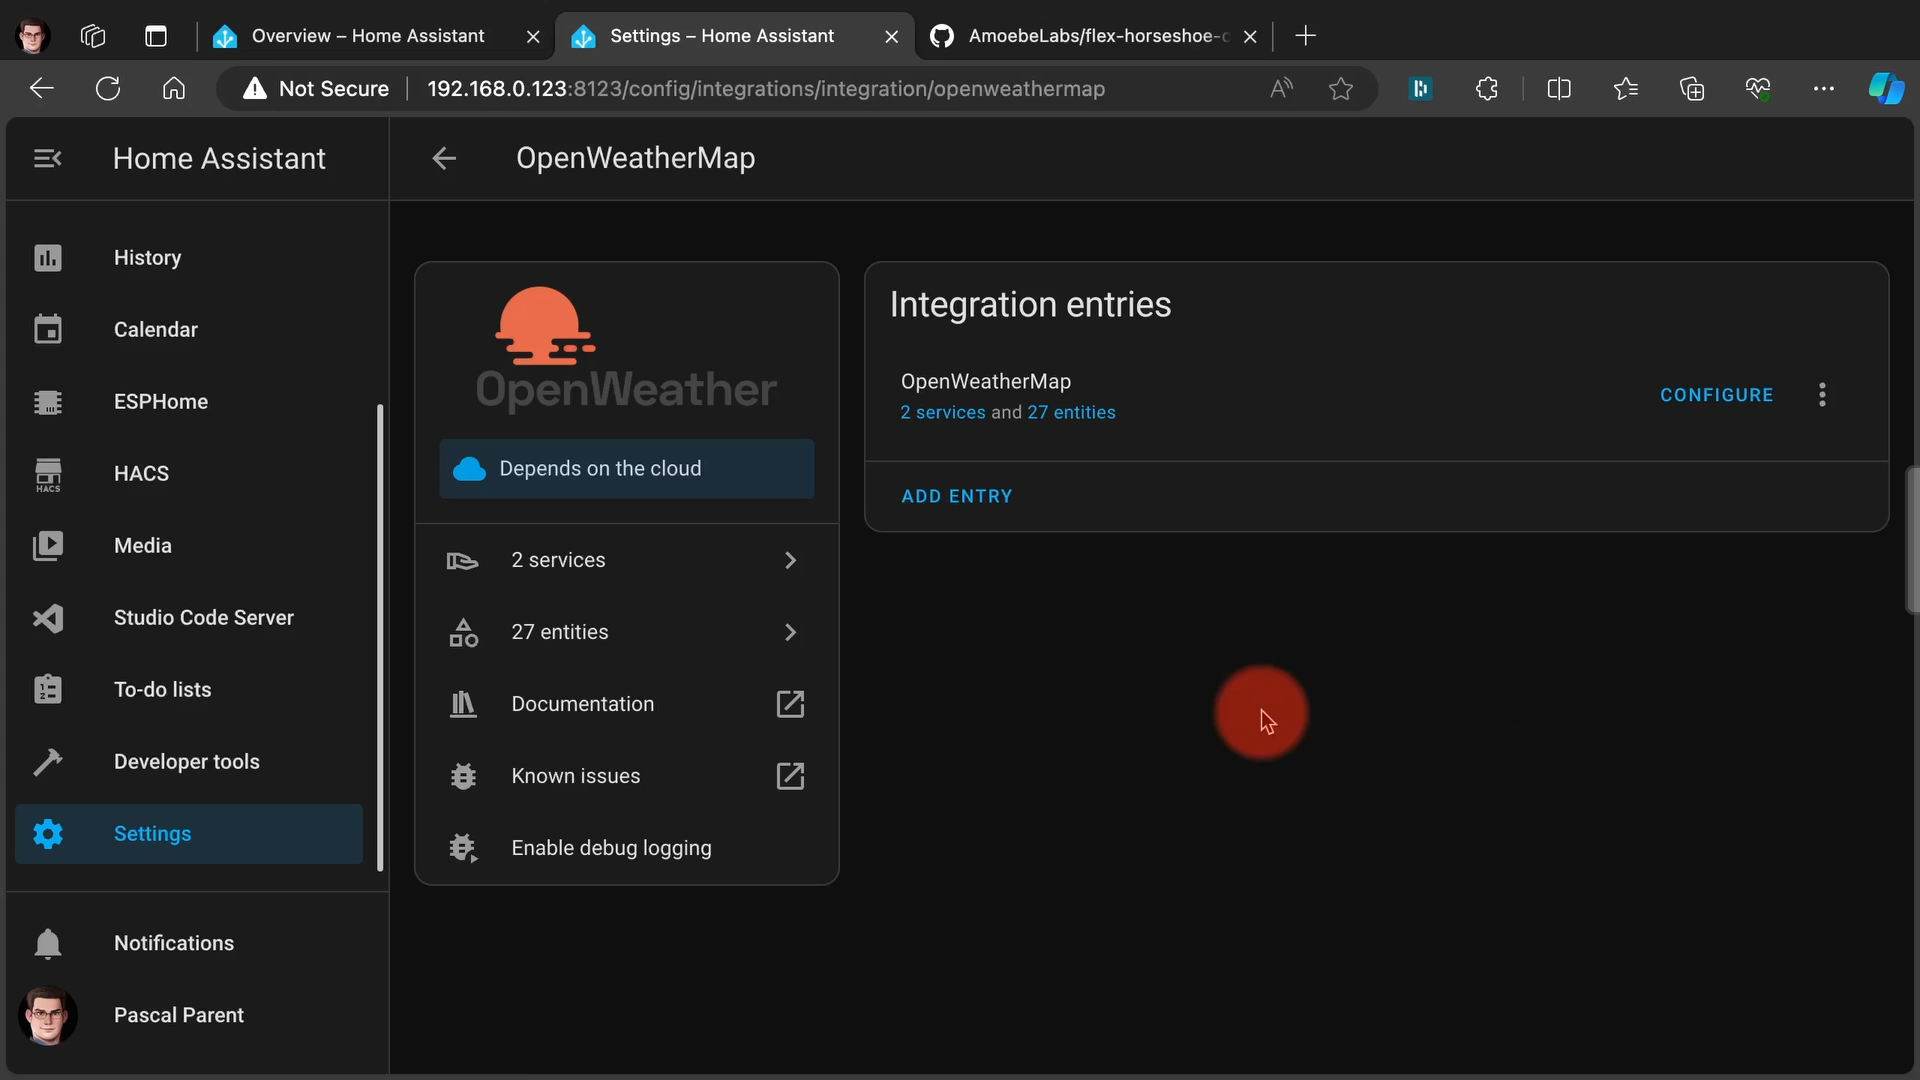 Overview – Home Assistant
Settings – Home Assistant
AmoebeLabs/flex-horseshoe-c
Not Secure
192.168.0.123:8123/config/integrations/integration/openweathermap
Home Assistant
OpenWeatherMap
History
Calendar
ESPHome
HACS
HACS
Media
Studio Code Server
To-do lists
Developer tools
Settings
Notifications
Pascal Parent
OpenWeather
Depends on the cloud
2 services
27 entities
Documentation
Known issues
Enable debug logging
Integration entries
OpenWeatherMap
2 services and 27 entities
CONFIGURE
ADD ENTRY